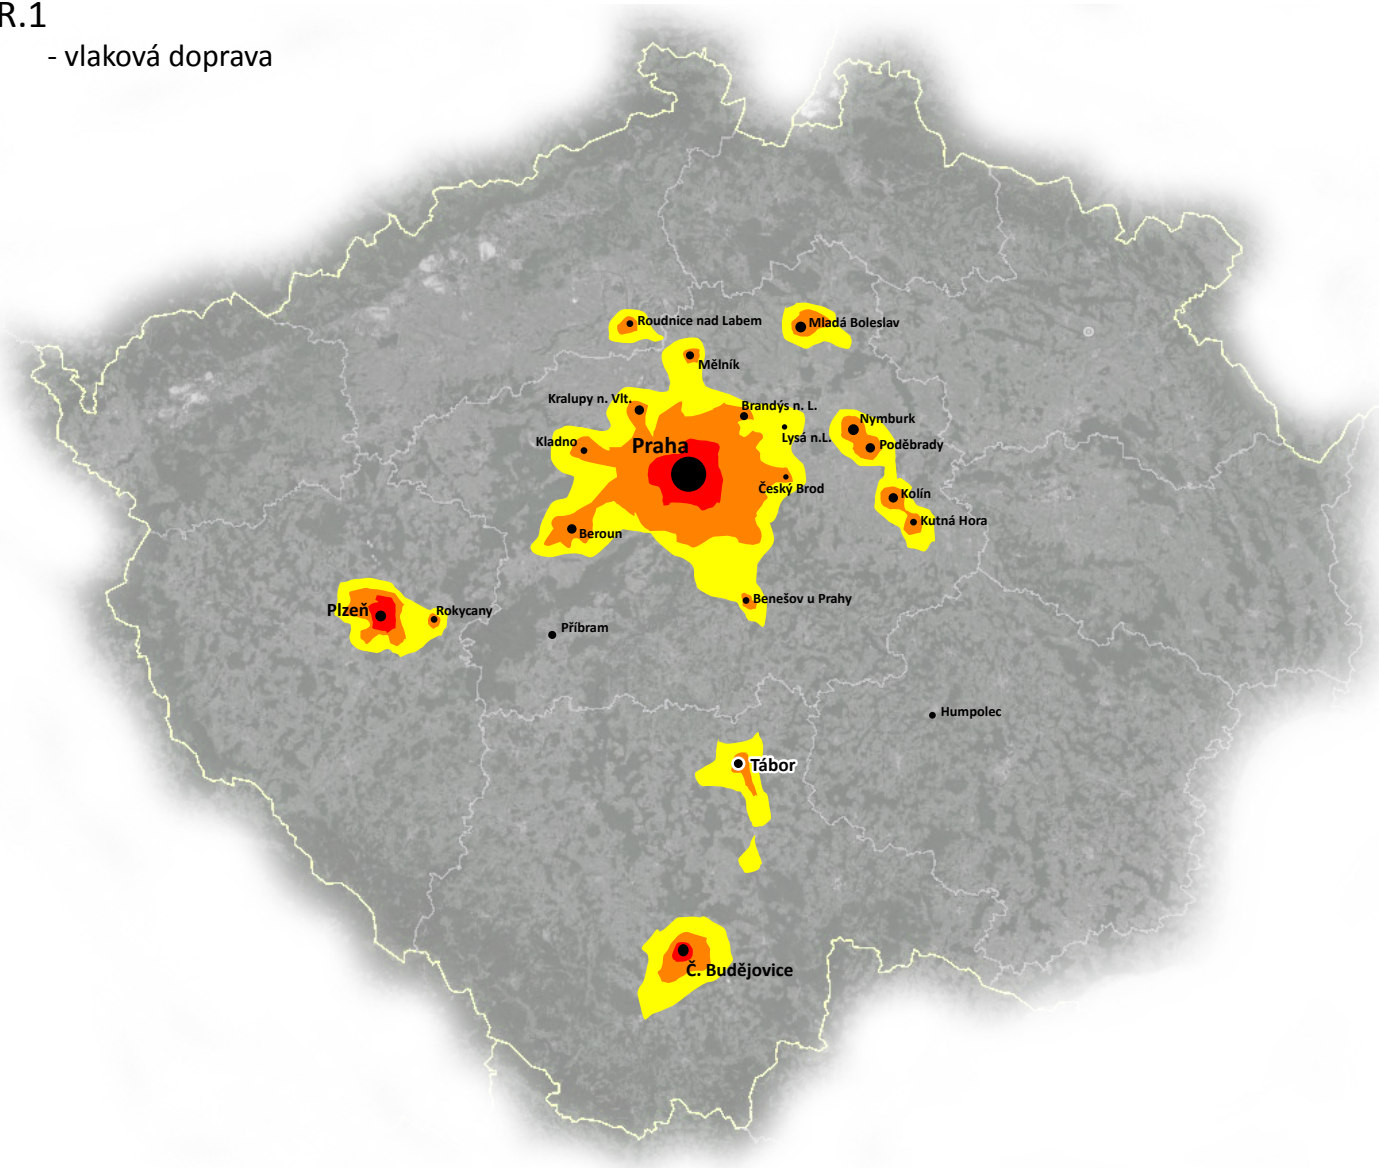 R.1
- vlaková doprava
Roudnice nad Labem
Mladá Boleslav
Mělník
Kralupy n. Vlt.
Brandýs n. L.
Nymburk
Lysá n.L.
Kladno
Praha
Poděbrady
Český Brod
Kolín
Kutná Hora
Beroun
Benešov u Prahy
Plzeň
Rokycany
Příbram
Humpolec
Tábor
Č. Budějovice